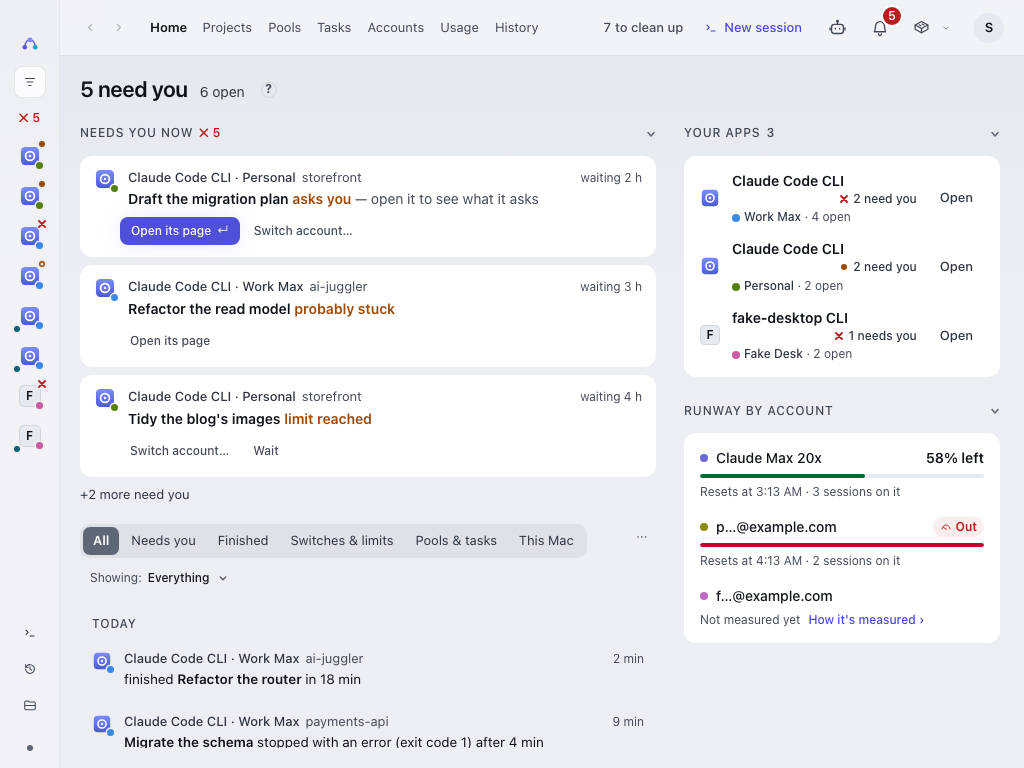 Home Projects Pools Tasks Accounts Usage History 7 to clean up New session 5 S
5
5 need you 6 open ?
NEEDS YOU NOW 5
Claude Code CLI · Personal storefront waiting 2 h
Draft the migration plan asks you — open it to see what it asks
Open its page ↵ Switch account...
Claude Code CLI · Work Max ai-juggler waiting 3 h
Refactor the read model probably stuck
Open its page
Claude Code CLI · Personal storefront waiting 4 h
Tidy the blog's images limit reached
Switch account... Wait
+2 more need you
All Needs you Finished Switches & limits Pools & tasks This Mac ...
Showing: Everything
TODAY
Claude Code CLI · Work Max ai-juggler 2 min
finished Refactor the router in 18 min
Claude Code CLI · Work Max payments-api 9 min
Migrate the schema stopped with an error (exit code 1) after 4 min
YOUR APPS 3
Claude Code CLI
2 need you Open
Work Max · 4 open
Claude Code CLI
2 need you Open
Personal · 2 open
F
fake-desktop CLI
1 needs you Open
Fake Desk · 2 open
RUNWAY BY ACCOUNT
Claude Max 20x 58% left
Resets at 3:13 AM · 3 sessions on it
p...@example.com Out
Resets at 4:13 AM · 2 sessions on it
f...@example.com
Not measured yet How it's measured ›
F
F